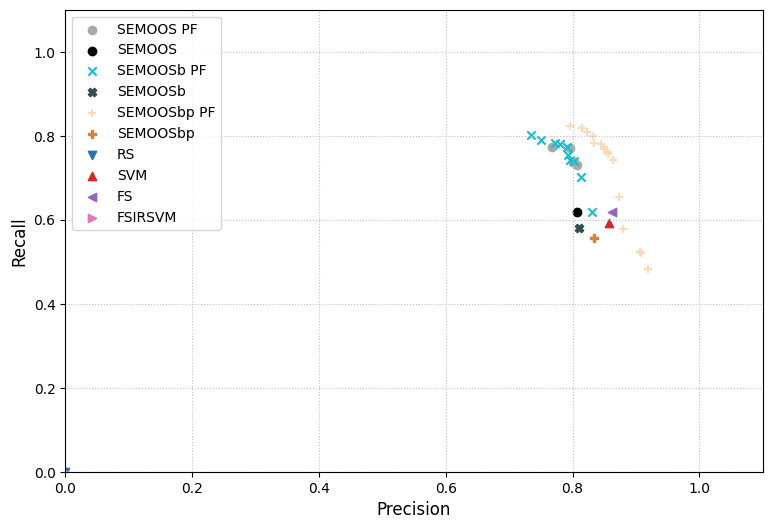 SEMOOS PF
SEMOOS
SEMOOSb PF
SEMOOSb
SEMOOSbp PF
SEMOOSbp
RS
SVM
FS
FSIRSVM
1.0
0.8
0.6
0.4
0.2
0.0
Recall
0.0 0.2 0.4 0.6 0.8 1.0
Precision